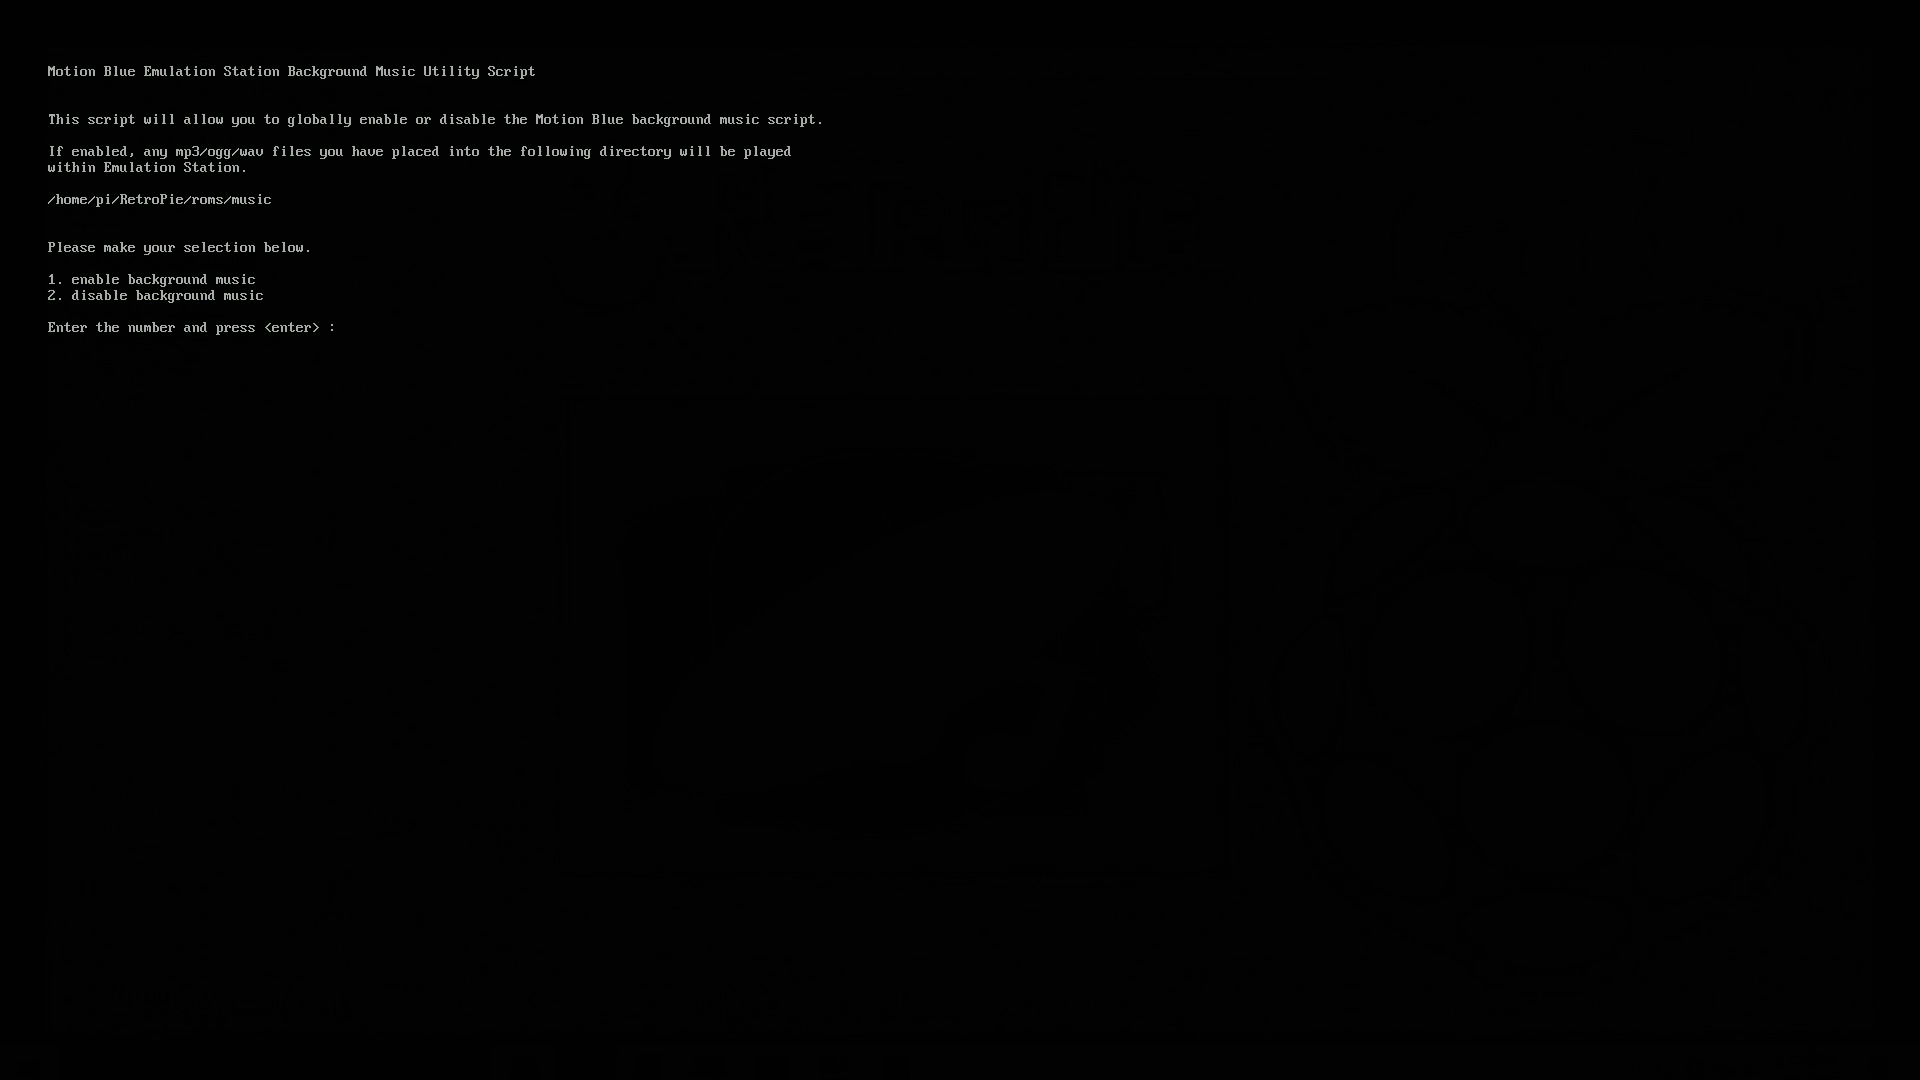 Motion Blue Emulation Station Background Music Utility Script
This script will allow you to globally enable or disable the Motion Blue background music script.
If enabled, any mp3/ogg/wav files you have placed into the following directory will be played
within Emulation Station.
/home/pi/RetroPie/roms/music
Please make your selection below.
1. enable background music
2. disable background music
Enter the number and press <enter> :